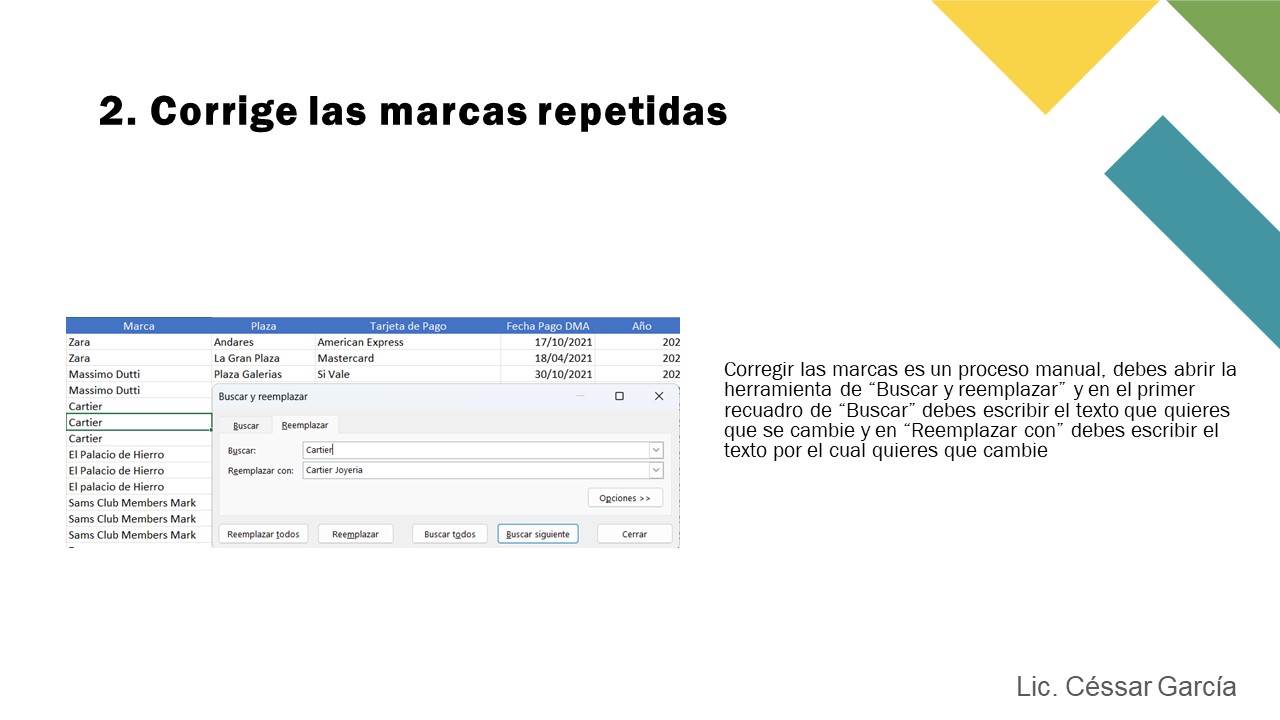 2. Corrige las marcas repetidas
Marca Plaza Tarjeta de Pago Fecha Pago DMA Año
Zara Andares American Express 17/10/2021 202
Zara La Gran Plaza Mastercard 18/04/2021 202
Massimo Dutti Plaza Galerias Si Vale 30/10/2021 202
Massimo Dutti
Cartier
Cartier
Cartier
El Palacio de Hierro
El Palacio de Hierro
El palacio de Hierro
Sams Club Members Mark
Sams Club Members Mark
Sams Club Members Mark
Buscar y reemplazar
Buscar Reemplazar
Buscar: Cartier
Reemplazar con: Cartier Joyeria
Opciones >>
Reemplazar todos Reemplazar Buscar todos Buscar siguiente Cerrar
Corregir las marcas es un proceso manual, debes abrir la
herramienta de “Buscar y reemplazar” y en el primer
recuadro de “Buscar” debes escribir el texto que quieres
que se cambie y en “Reemplazar con” debes escribir el
texto por el cual quieres que cambie
Lic. Céssar García